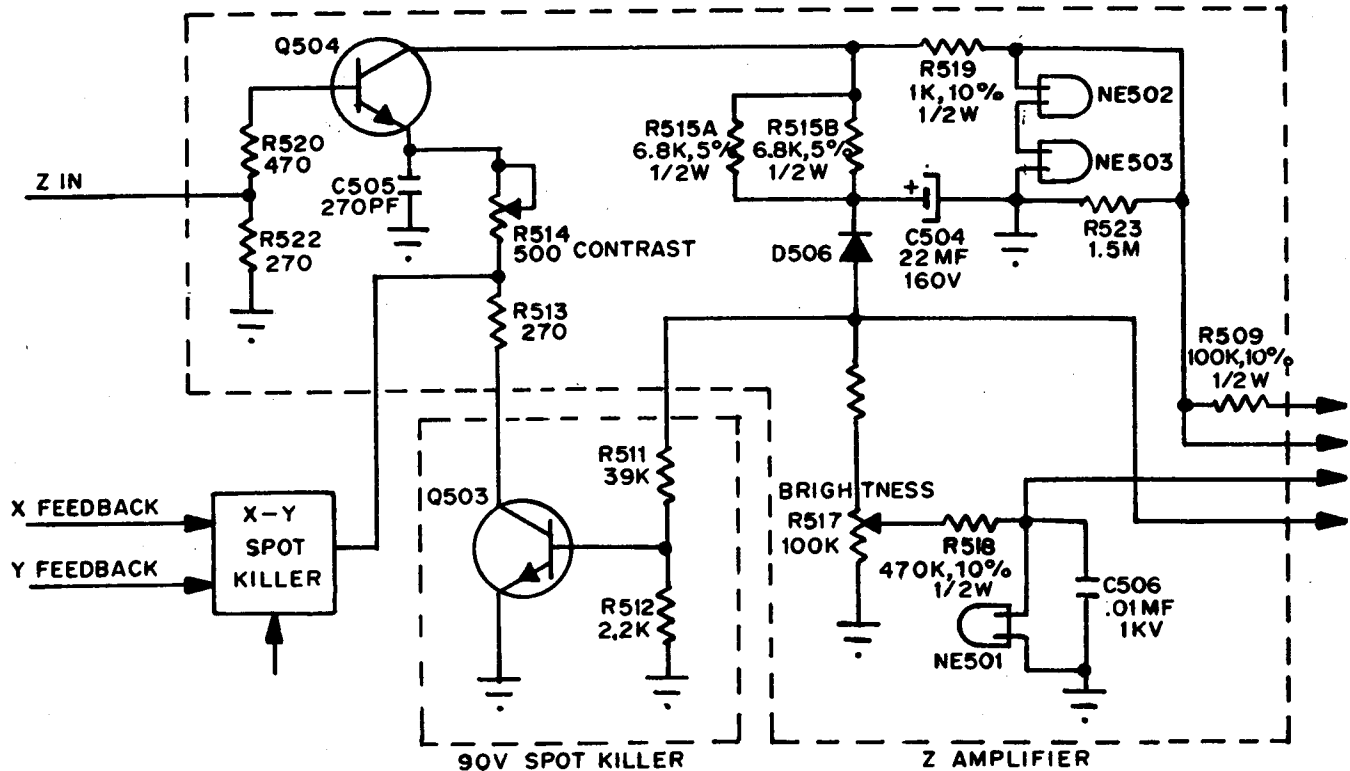 Q504
R519
1K,10%
1/2W
NE502
R520
470
R515A
6.8K,5%
1/2W
R515B
6.8K,5%
1/2W
NE503
Z IN
C505
270PF
+
R522
270
R514
500 CONTRAST
D506
C504
22MF
160V
R523
1.5M
R513
270
R509
100K,10%
1/2W
R511
39K
Q503
BRIGHTNESS
R517
100K
X FEEDBACK
X-Y
SPOT
KILLER
R518
470K,10%
1/2W
Y FEEDBACK
C506
.01MF
1KV
R512
2,2K
NE501
90V SPOT KILLER
Z AMPLIFIER